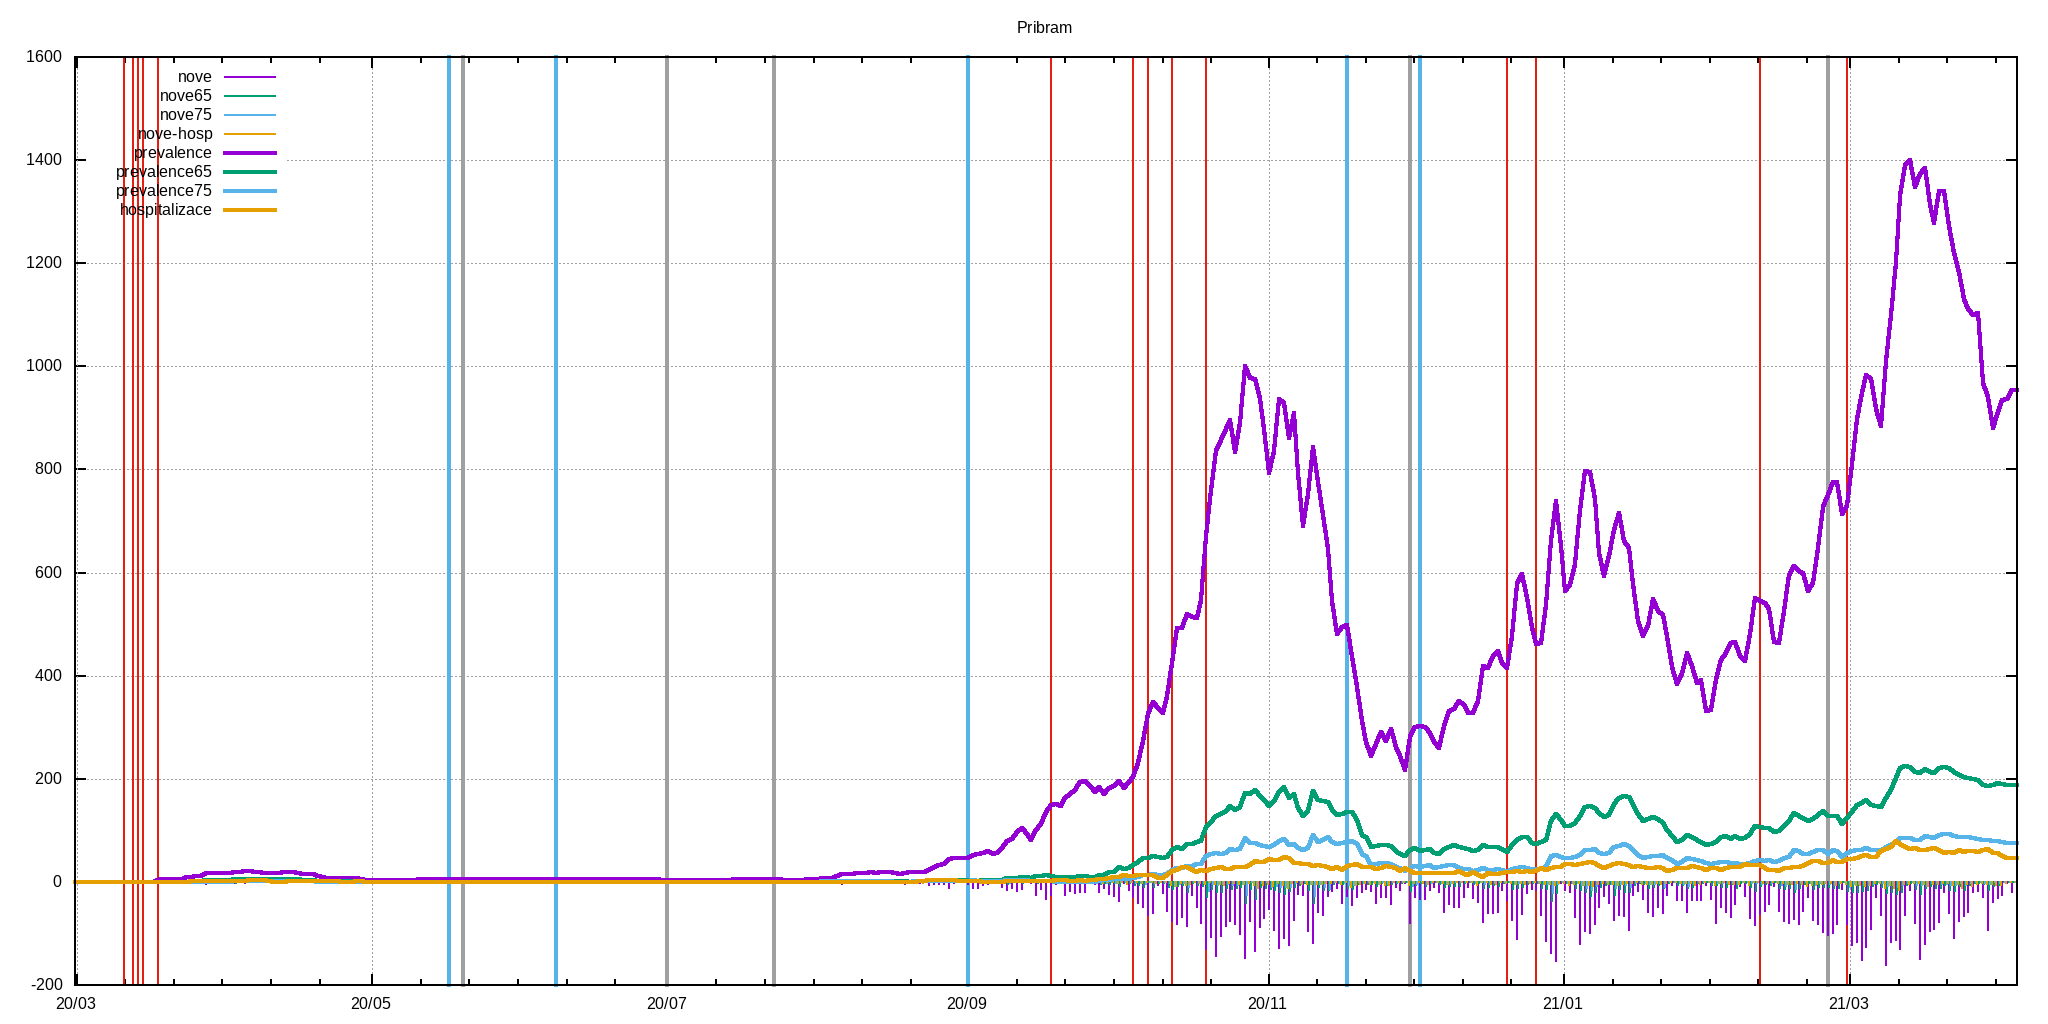 Pribram
1600
1400
1200
1000
800
600
400
200
0
-200
nove
nove65
nove75
nove-hosp
prevalence
prevalence65
prevalence75
hospitalizace
20/03 20/05 20/07 20/09 20/11 21/01 21/03